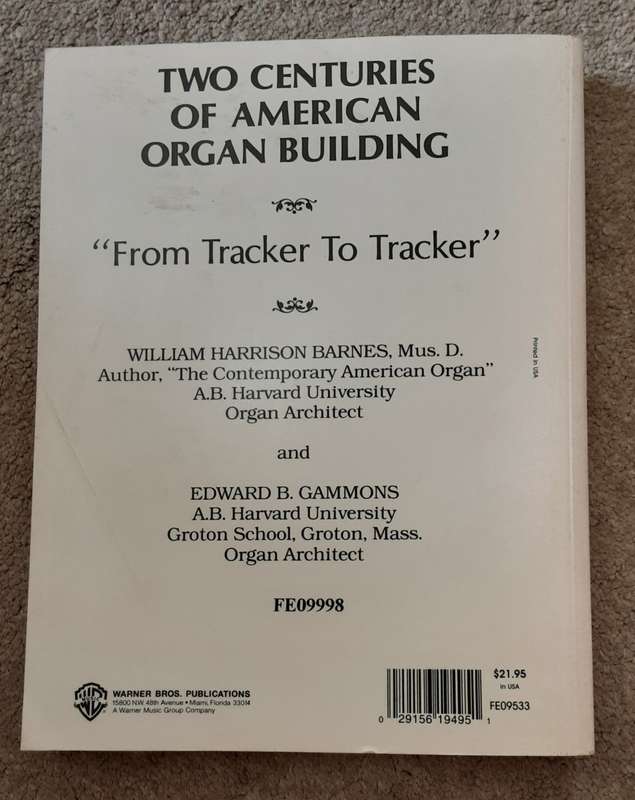 TWO CENTURIES
OF AMERICAN
ORGAN BUILDING
"From Tracker To Tracker"
WILLIAM HARRISON BARNES, Mus. D.
Author, "The Contemporary American Organ"
A.B. Harvard University
Organ Architect
and
EDWARD B. GAMMONS
A.B. Harvard University
Groton School, Groton, Mass.
Organ Architect
FE09998
Printed in USA
WARNER BROS. PUBLICATIONS
15800 NW 48th Avenue • Miami, Florida 33014
A Warner Music Group Company
$21.95
in USA
FE09533
0 29156 19495 1